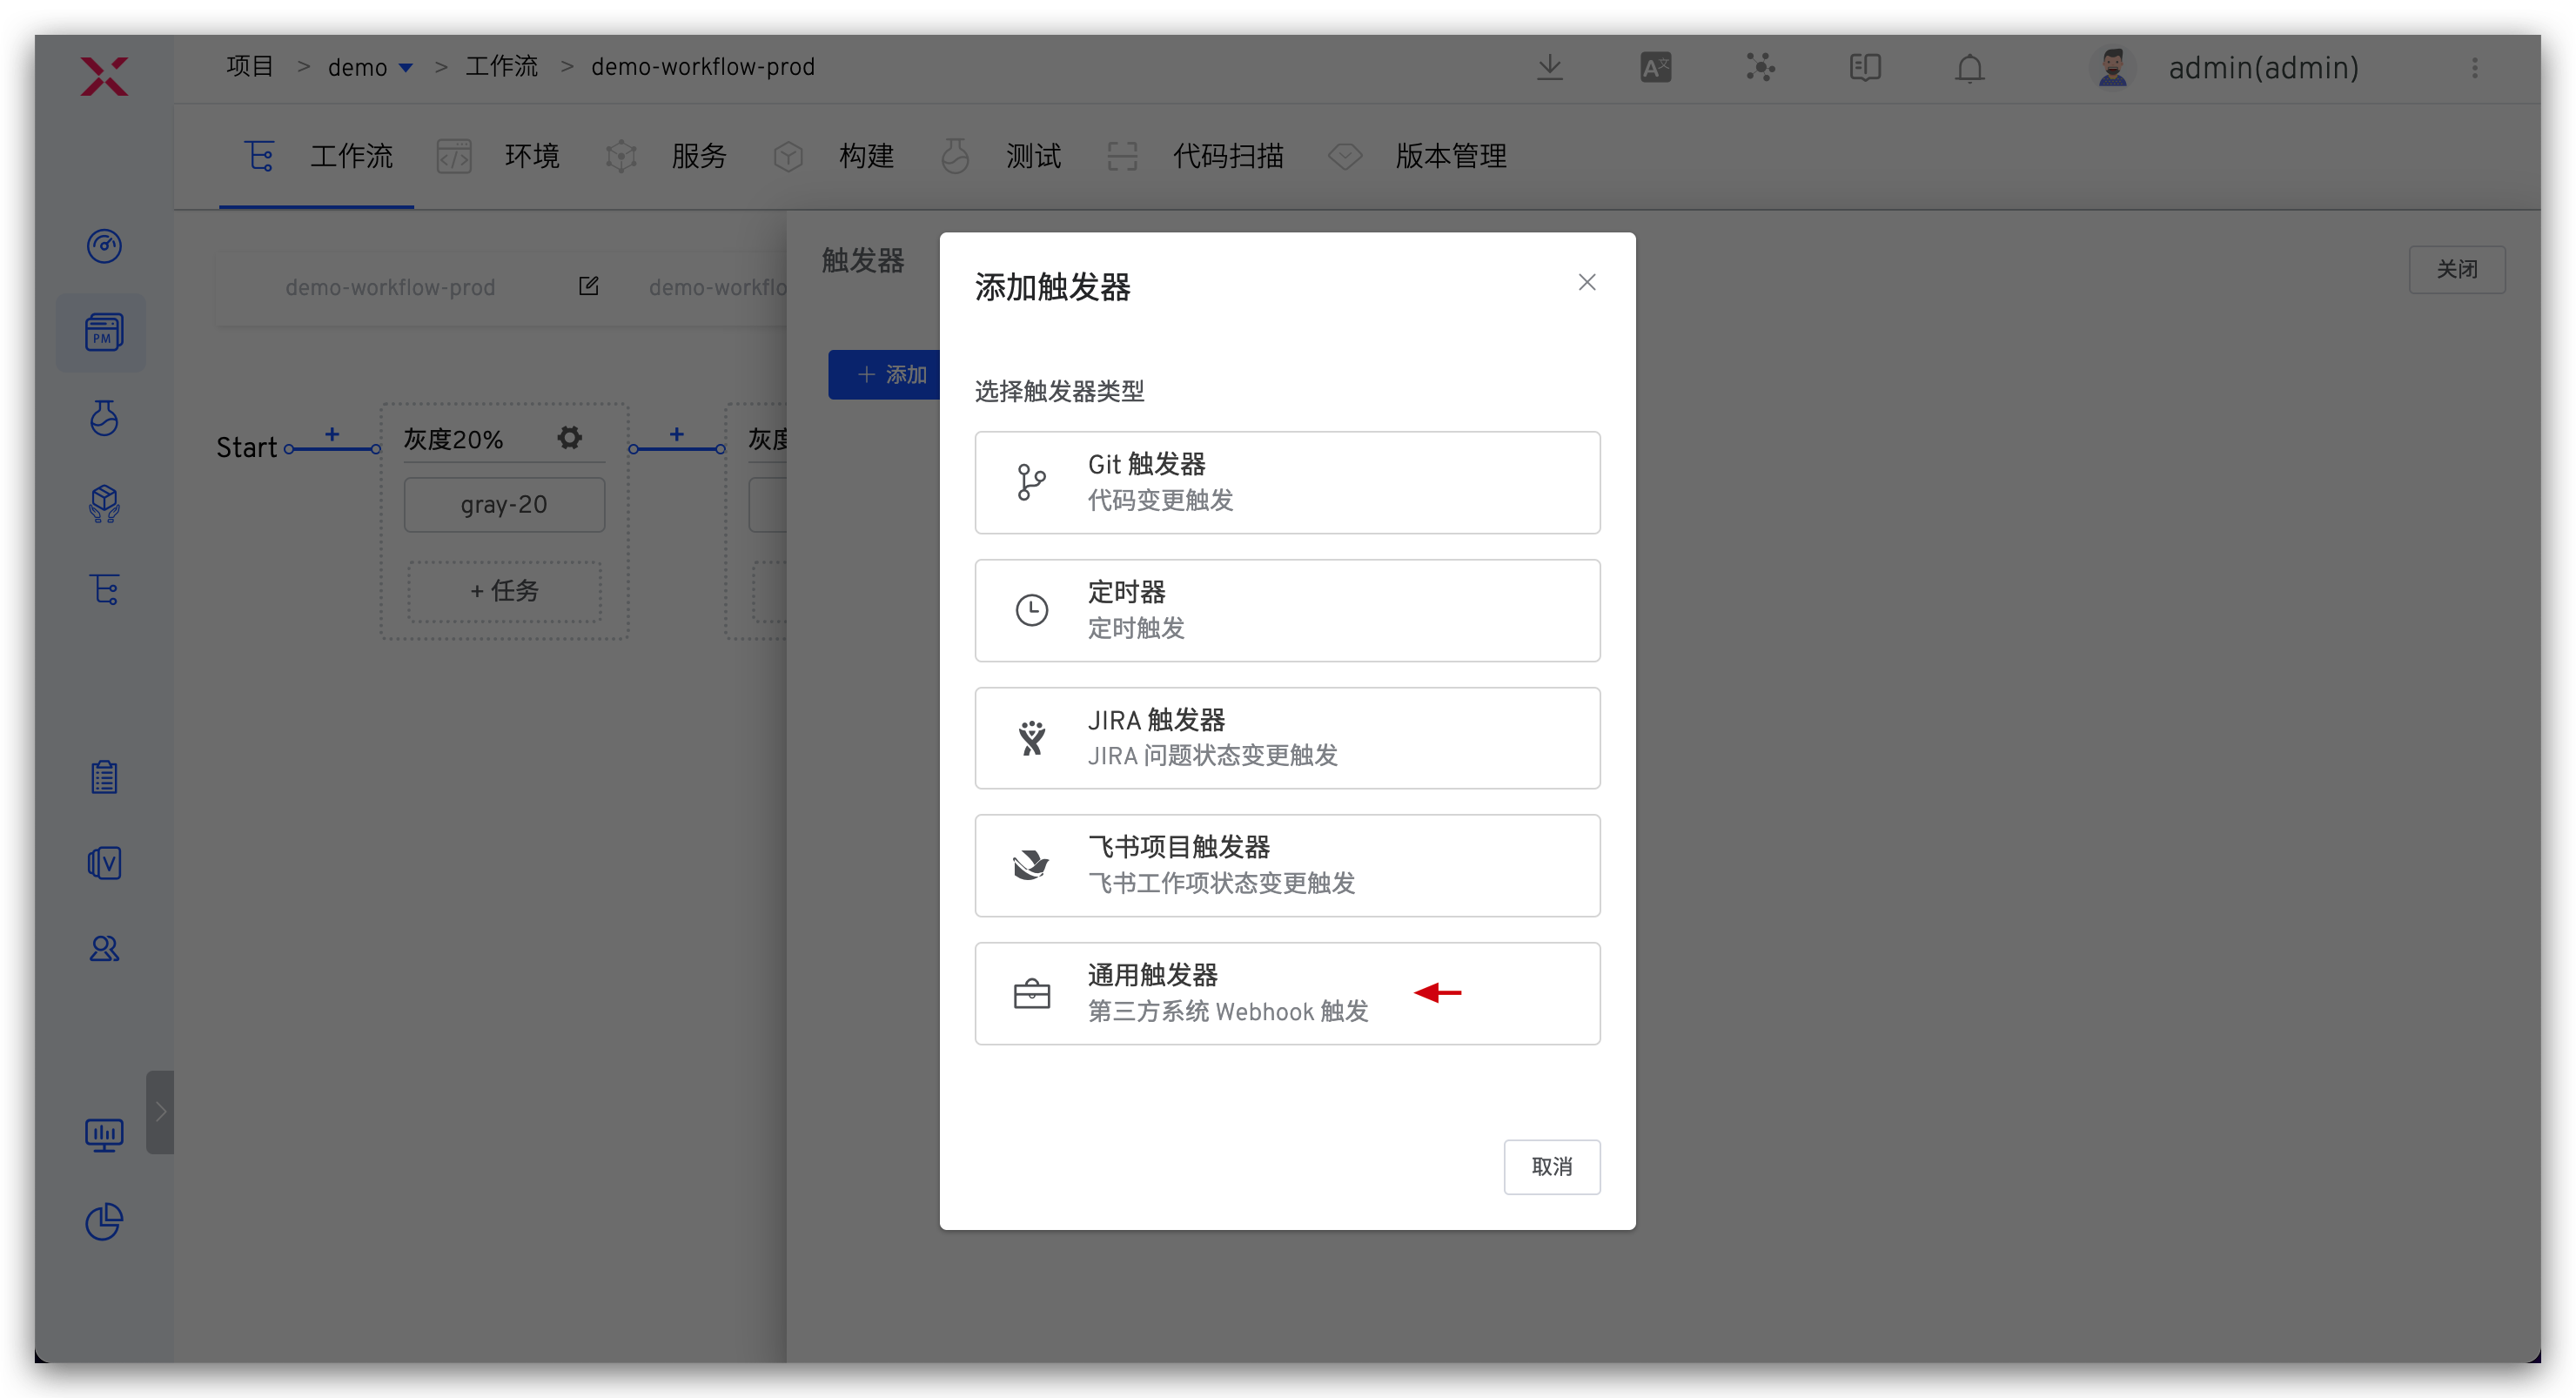 项目 > demo > 工作流 > demo-workflow-prod
admin(admin)
工作流 环境 服务 构建 测试 代码扫描 版本管理
PM
V
demo-workflow-prod demo-workflo
Start
+
灰度20%
gray-20
+ 任务
+
灰度
触发器
关闭
+ 添加
添加触发器
选择触发器类型
Git 触发器
代码变更触发
定时器
定时触发
JIRA 触发器
JIRA 问题状态变更触发
飞书项目触发器
飞书工作项状态变更触发
通用触发器
第三方系统 Webhook 触发
取消